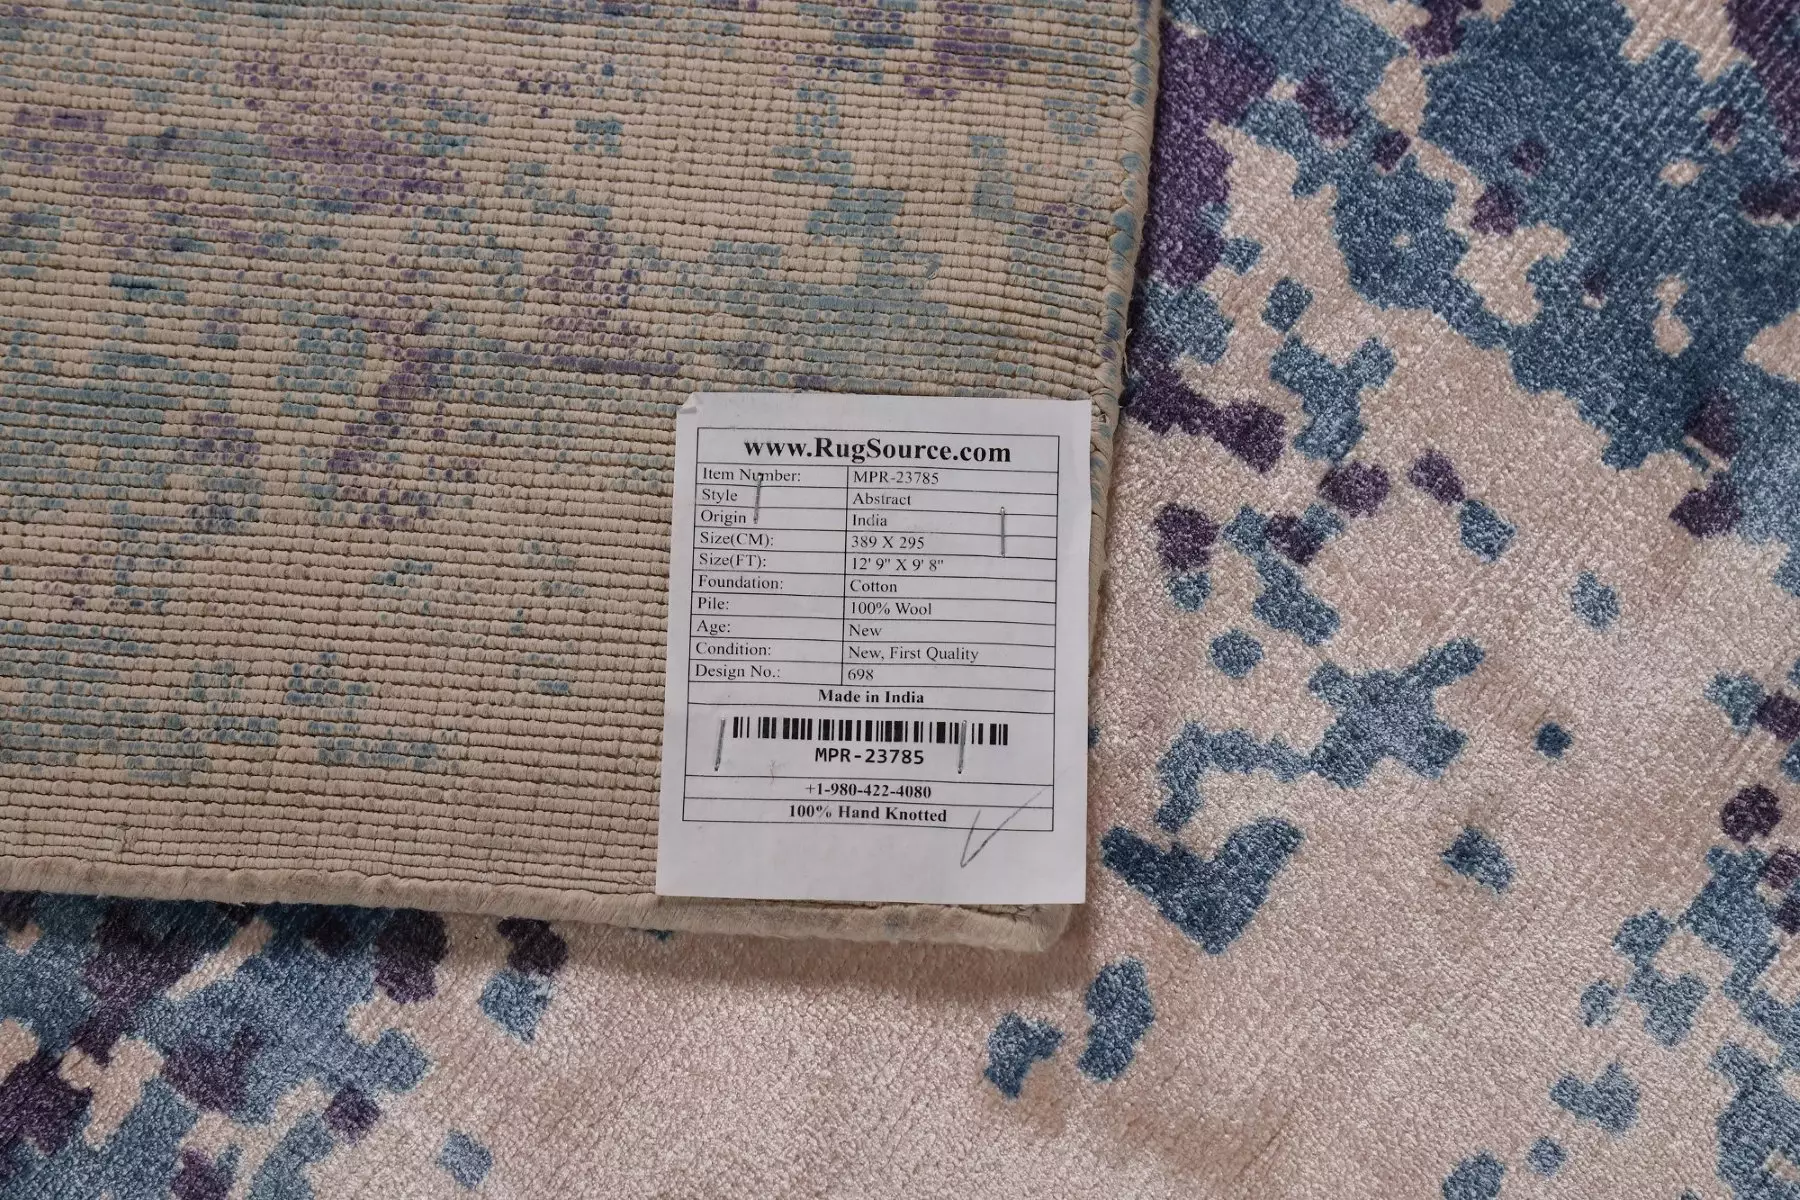 www.RugSource.com
Item Number: MPR-23785
Style Abstract
Origin India
Size(CM): 389 X 295
Size(FT): 12' 9" X 9' 8"
Foundation: Cotton
Pile: 100% Wool
Age: New
Condition: New, First Quality
Design No.: 698
Made in India
MPR-23785
+1-980-422-4080
100% Hand Knotted